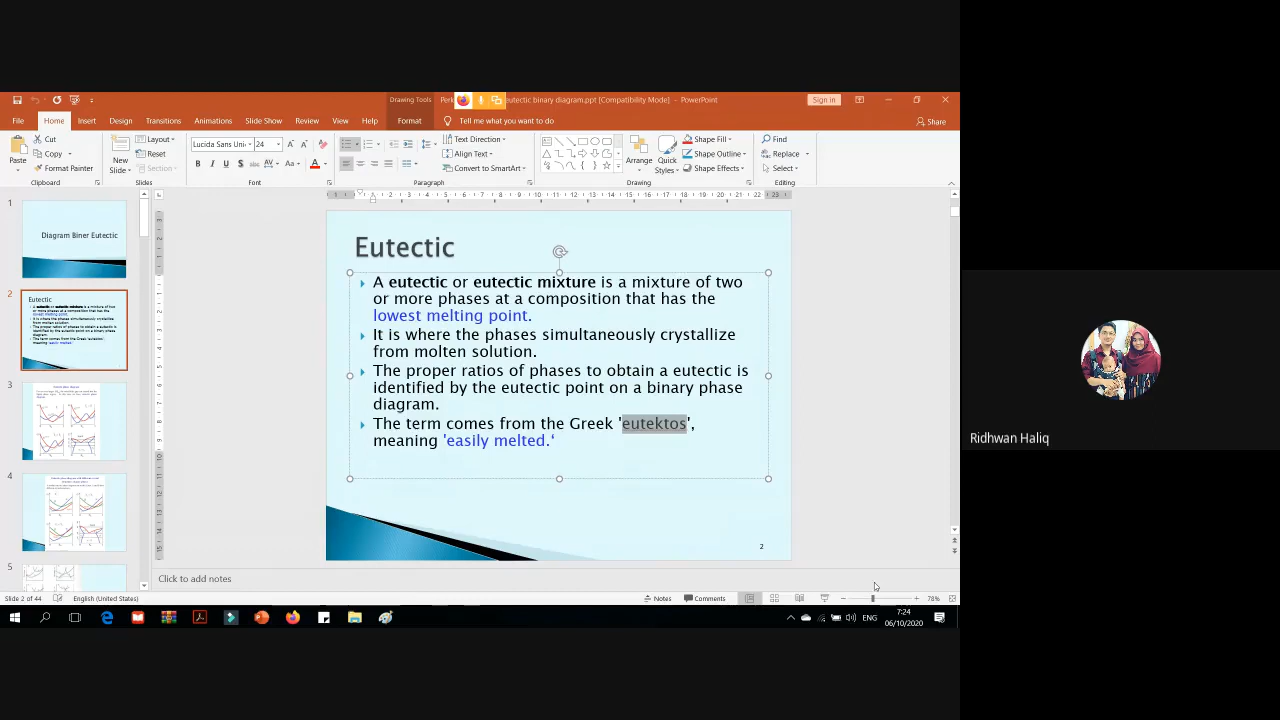 Drawing Tools
Perk
eutectic binary diagram.ppt [Compatibility Mode] - PowerPoint
Sign in
File
Home
Insert
Design
Transitions
Animations
Slide Show
Review
View
Help
Format
Tell me what you want to do
Share
Paste
Cut
Copy
Format Painter
Clipboard
New
Slide
Layout
Reset
Section
Slides
Lucida Sans Uni
24
Font
Text Direction
Align Text
Convert to SmartArt
Paragraph
Arrange
Quick
Styles
Shape Fill
Shape Outline
Shape Effects
Drawing
Find
Replace
Select
Editing
1
Diagram Biner Eutectic
2
3
4
5
Eutectic
A eutectic or eutectic mixture is a mixture of two
or more phases at a composition that has the
lowest melting point.
It is where the phases simultaneously crystallize
from molten solution.
The proper ratios of phases to obtain a eutectic is
identified by the eutectic point on a binary phase
diagram.
The term comes from the Greek 'eutektos',
meaning 'easily melted.‘
2
Click to add notes
Slide 2 of 44
English (United States)
Notes
Comments
78%
ENG
7:24
06/10/2020
Ridhwan Haliq